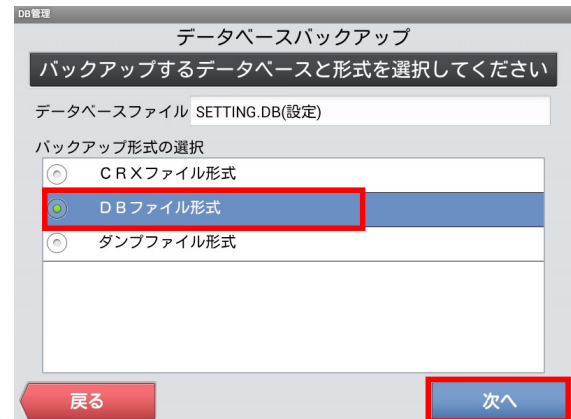 DB管理
データベースバックアップ
バックアップするデータベースと形式を選択してください
データベースファイル SETTING.DB(設定)
バックアップ形式の選択
ＣＲＸファイル形式
ＤＢファイル形式
ダンプファイル形式
戻る 次へ